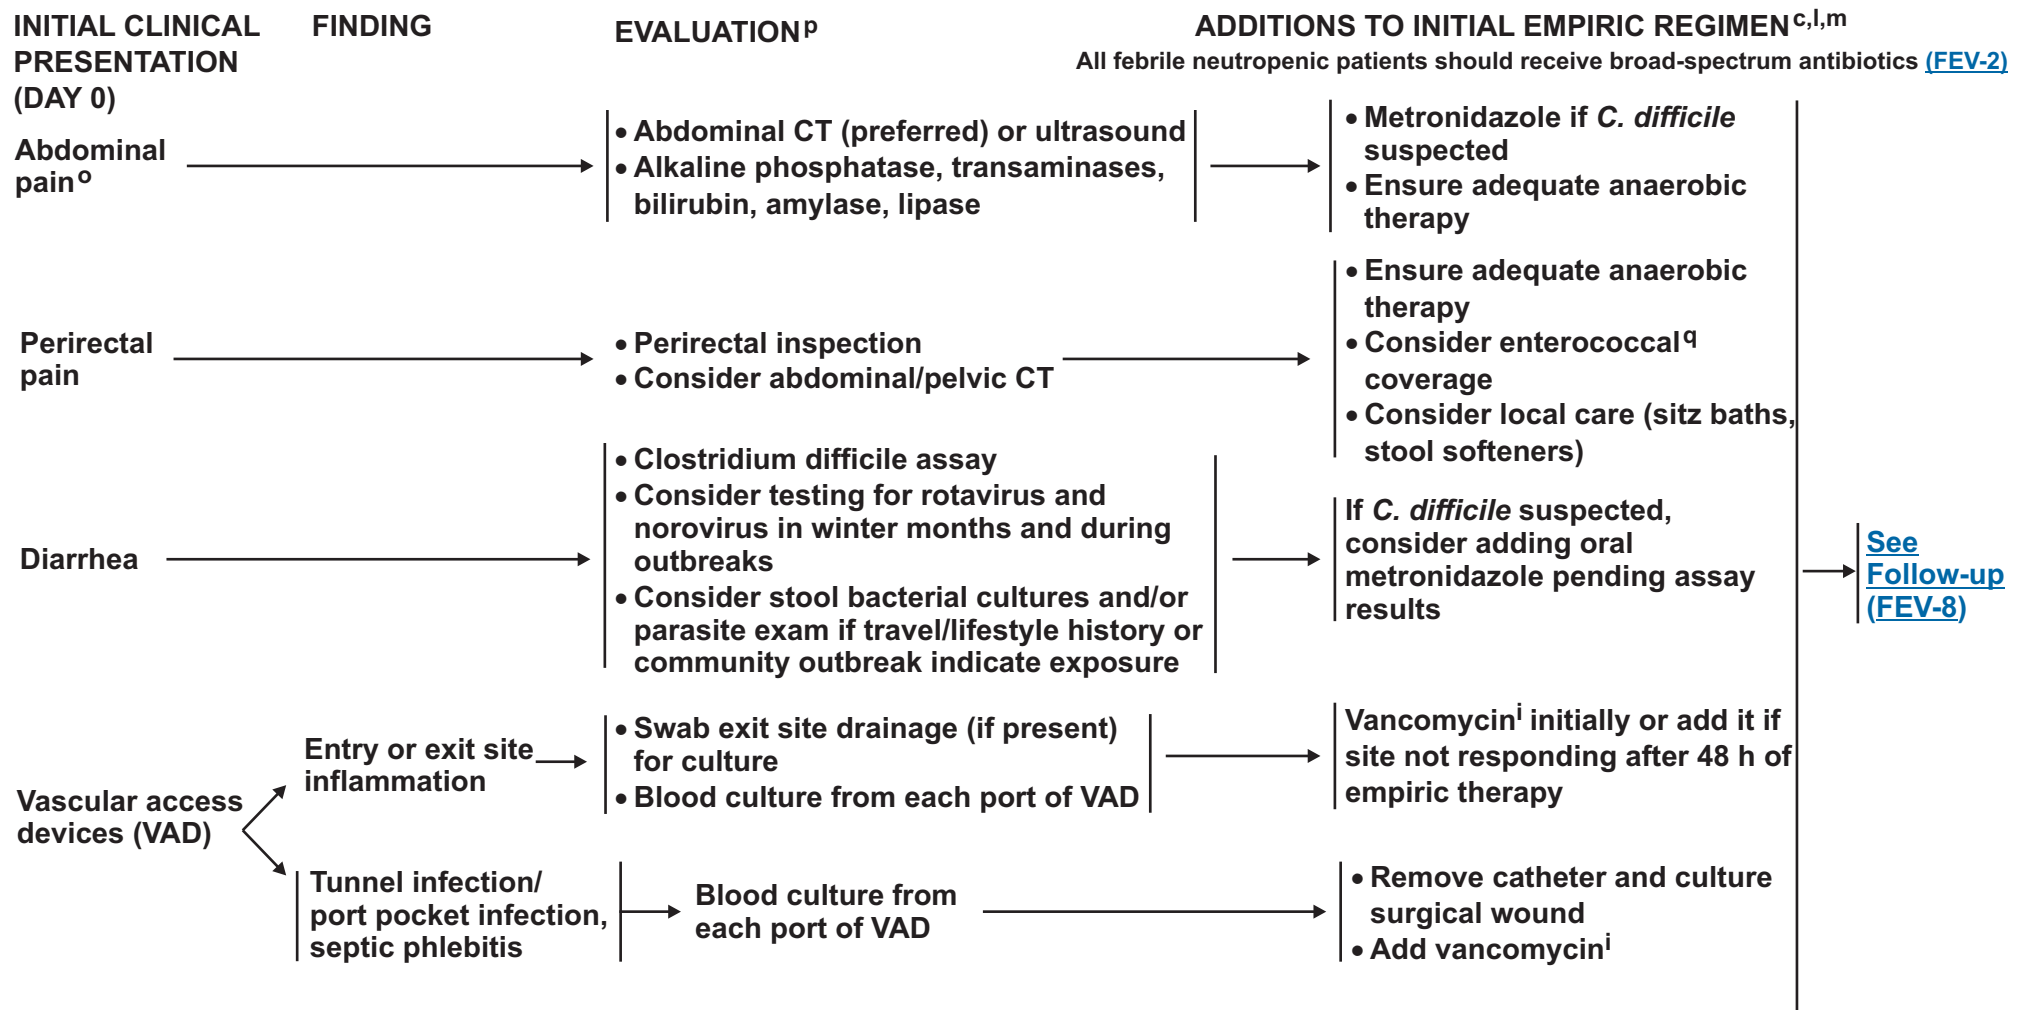 INITIAL CLINICAL
PRESENTATION
(DAY 0)
FINDING
EVALUATIONᵖ
ADDITIONS TO INITIAL EMPIRIC REGIMENᶜ,ˡ,ᵐ
All febrile neutropenic patients should receive broad-spectrum antibiotics (FEV-2)
Abdominal
painᵒ
• Abdominal CT (preferred) or ultrasound
• Alkaline phosphatase, transaminases,
bilirubin, amylase, lipase
• Metronidazole if C. difficile
suspected
• Ensure adequate anaerobic
therapy
Perirectal
pain
• Perirectal inspection
• Consider abdominal/pelvic CT
• Ensure adequate anaerobic
therapy
• Consider enterococcal𐞥
coverage
• Consider local care (sitz baths,
stool softeners)
Diarrhea
• Clostridium difficile assay
• Consider testing for rotavirus and
norovirus in winter months and during
outbreaks
• Consider stool bacterial cultures and/or
parasite exam if travel/lifestyle history or
community outbreak indicate exposure
If C. difficile suspected,
consider adding oral
metronidazole pending assay
results
See
Follow-up
(FEV-8)
Vascular access
devices (VAD)
Entry or exit site
inflammation
• Swab exit site drainage (if present)
for culture
• Blood culture from each port of VAD
Vancomycinⁱ initially or add it if
site not responding after 48 h of
empiric therapy
Tunnel infection/
port pocket infection,
septic phlebitis
Blood culture from
each port of VAD
• Remove catheter and culture
surgical wound
• Add vancomycinⁱ